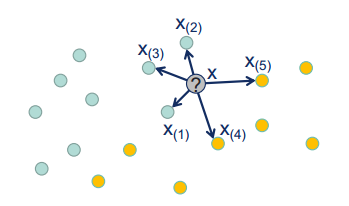 x(2)
x(3)
x(5)
? x
x(1)
x(4)